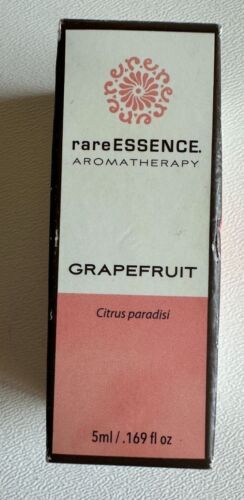 rareESSENCE.
AROMATHERAPY
GRAPEFRUIT
Citrus paradisi
5ml/.169 fl oz